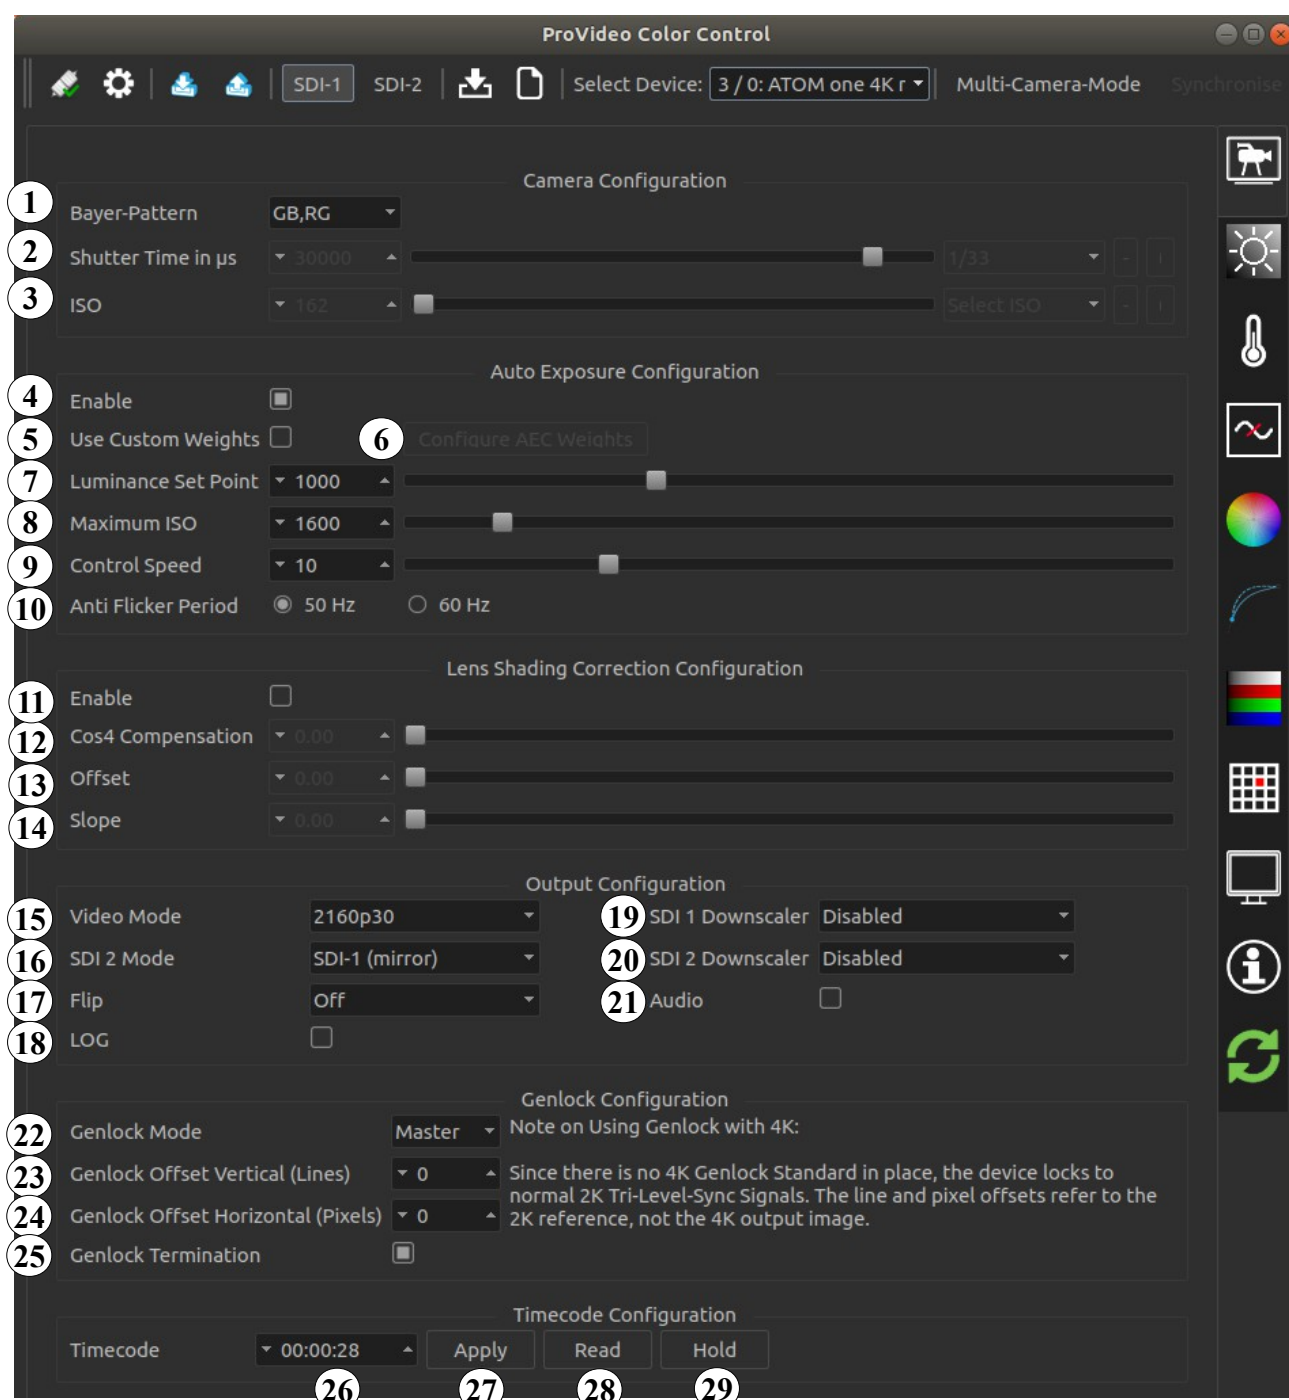 ProVideo Color Control
SDI-1 SDI-2 Select Device: 3 / 0: ATOM one 4K r Multi-Camera-Mode Synchronise
Camera Configuration
1 Bayer-Pattern GB,RG
2 Shutter Time in µs 30000 1/33 -
3 ISO 162 Select ISO -
Auto Exposure Configuration
4 Enable
5 Use Custom Weights 6 Configure AEC Weights
7 Luminance Set Point 1000
8 Maximum ISO 1600
9 Control Speed 10
10 Anti Flicker Period 50 Hz 60 Hz
Lens Shading Correction Configuration
11 Enable
12 Cos4 Compensation 0.00
13 Offset 0.00
14 Slope 0.00
Output Configuration
15 Video Mode 2160p30 19 SDI 1 Downscaler Disabled
16 SDI 2 Mode SDI-1 (mirror) 20 SDI 2 Downscaler Disabled
17 Flip Off 21 Audio
18 LOG
Genlock Configuration
22 Genlock Mode Master Note on Using Genlock with 4K:
23 Genlock Offset Vertical (Lines) 0 Since there is no 4K Genlock Standard in place, the device locks to
normal 2K Tri-Level-Sync Signals. The line and pixel offsets refer to the
24 Genlock Offset Horizontal (Pixels) 0 2K reference, not the 4K output image.
25 Genlock Termination
Timecode Configuration
Timecode 00:00:28 Apply Read Hold
26 27 28 29